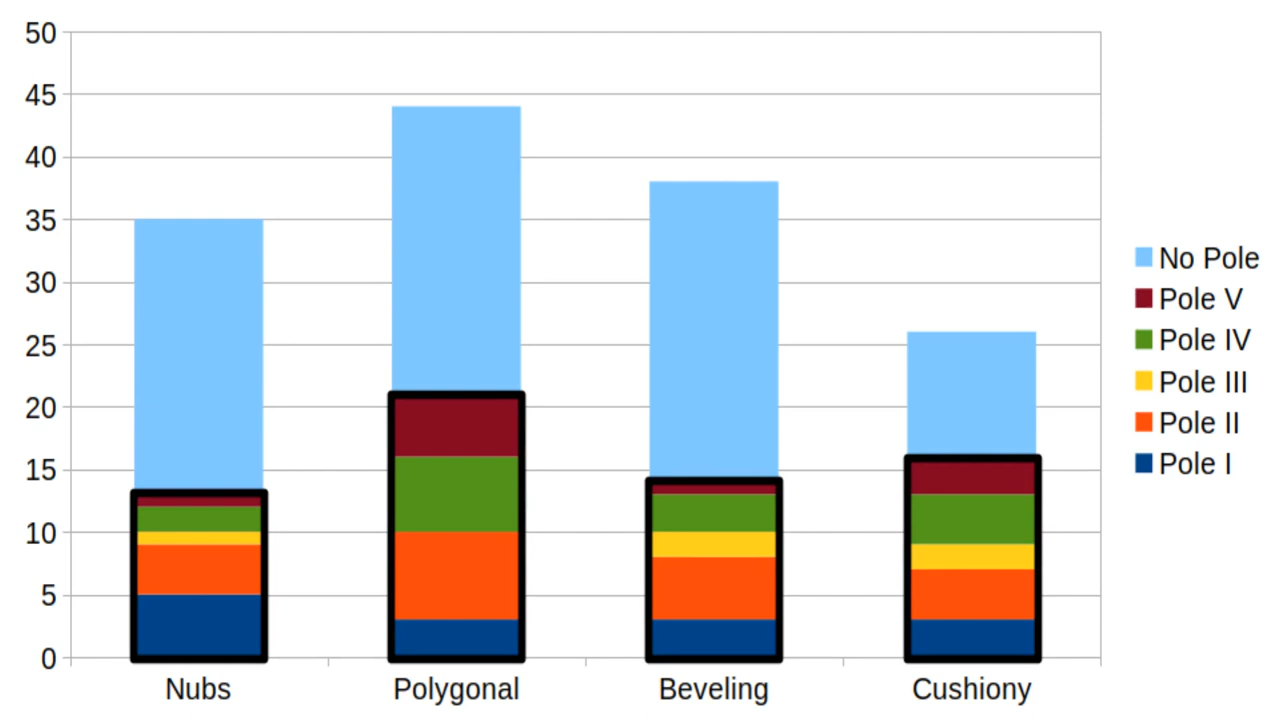 50
45
40
35
30
25
20
15
10
5
0
Nubs
Polygonal
Beveling
Cushiony
No Pole
Pole V
Pole IV
Pole III
Pole II
Pole I